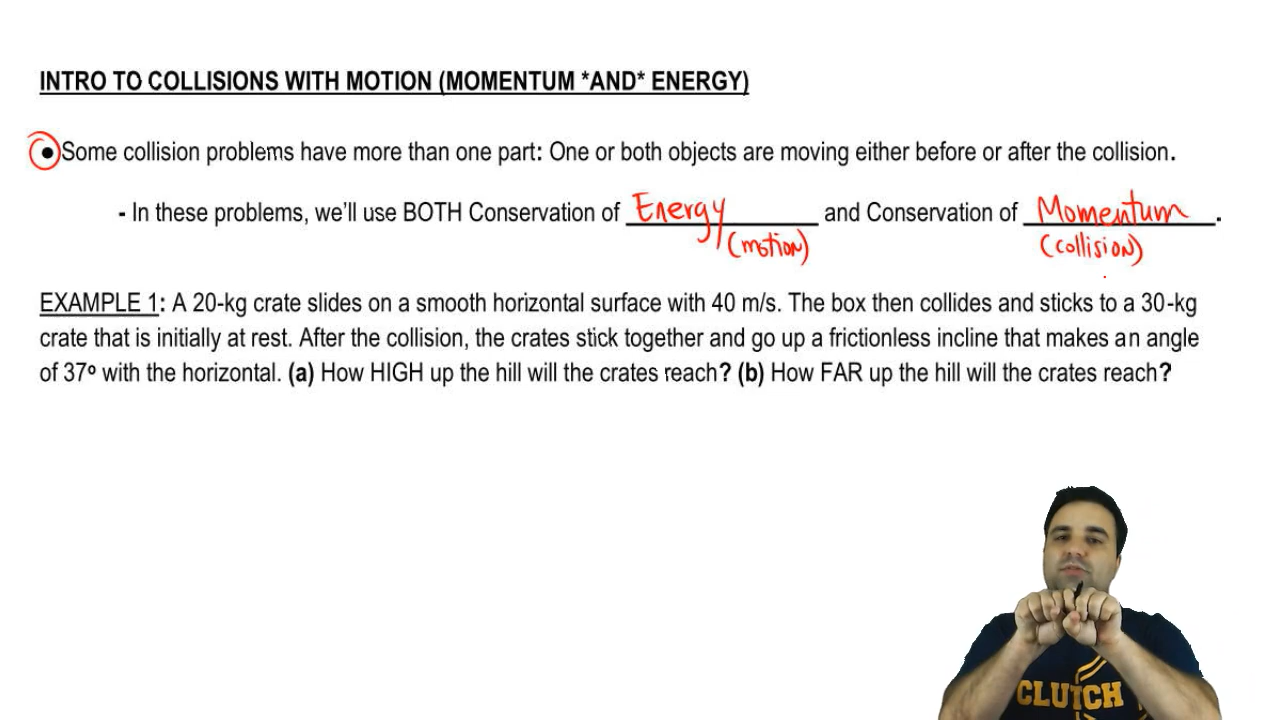 INTRO TO COLLISIONS WITH MOTION (MOMENTUM *AND* ENERGY)
● Some collision problems have more than one part: One or both objects are moving either before or after the collision.
- In these problems, we'll use BOTH Conservation of Energy and Conservation of Momentum.
(motion) (collision)
EXAMPLE 1: A 20-kg crate slides on a smooth horizontal surface with 40 m/s. The box then collides and sticks to a 30-kg
crate that is initially at rest. After the collision, the crates stick together and go up a frictionless incline that makes an angle
of 37º with the horizontal. (a) How HIGH up the hill will the crates reach? (b) How FAR up the hill will the crates reach?
CLUTCH